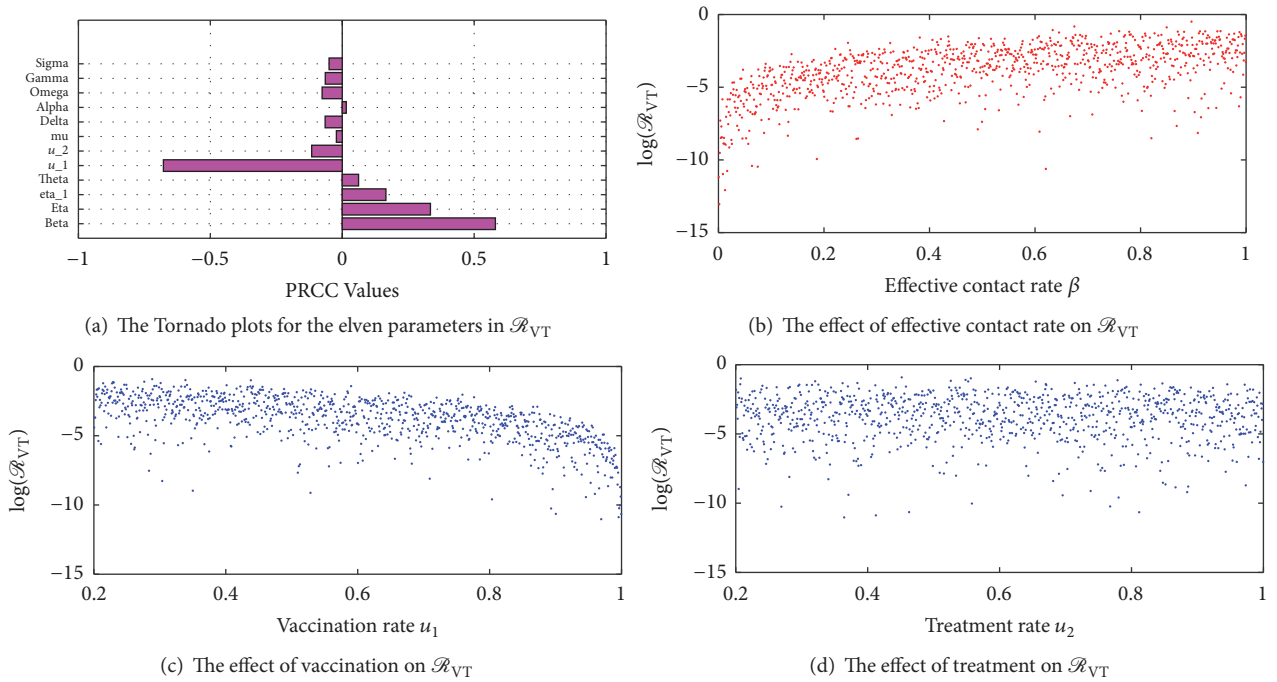 Sigma
Gamma
Omega
Alpha
Delta
mu
u_2
u_1
Theta
eta_1
Eta
Beta
−1 −0.5 0 0.5 1
PRCC Values
(a) The Tornado plots for the elven parameters in ℛVT
0
−5
−10
−15
log(ℛVT)
0 0.2 0.4 0.6 0.8 1
Effective contact rate β
(b) The effect of effective contact rate on ℛVT
0
−5
−10
−15
log(ℛVT)
0.2 0.4 0.6 0.8 1
Vaccination rate u1
(c) The effect of vaccination on ℛVT
0
−5
−10
−15
log(ℛVT)
0.2 0.4 0.6 0.8 1
Treatment rate u2
(d) The effect of treatment on ℛVT